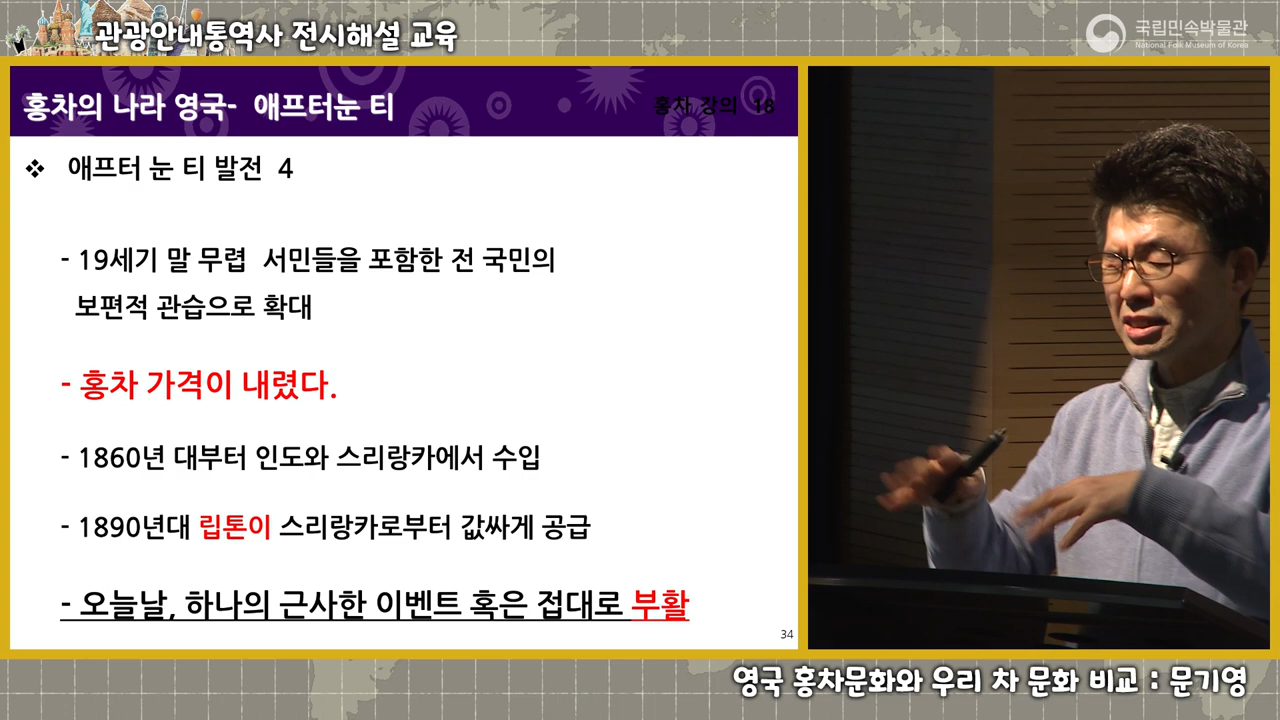 관광안내통역사 전시해설 교육
국립민속박물관
National Folk Museum of Korea
홍차의 나라 영국- 애프터눈 티
홍차 강의 18
❖ 애프터 눈 티 발전 4
- 19세기 말 무렵 서민들을 포함한 전 국민의
보편적 관습으로 확대
- 홍차 가격이 내렸다.
- 1860년 대부터 인도와 스리랑카에서 수입
- 1890년대 립톤이 스리랑카로부터 값싸게 공급
- 오늘날, 하나의 근사한 이벤트 혹은 접대로 부활
34
영국 홍차문화와 우리 차 문화 비교 : 문기영